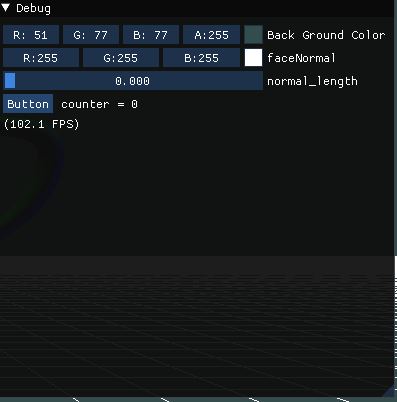 Debug
R: 51 G: 77 B: 77 A:255 Back Ground Color
R:255 G:255 B:255 faceNormal
0.000 normal_length
Button counter = 0
(102.1 FPS)